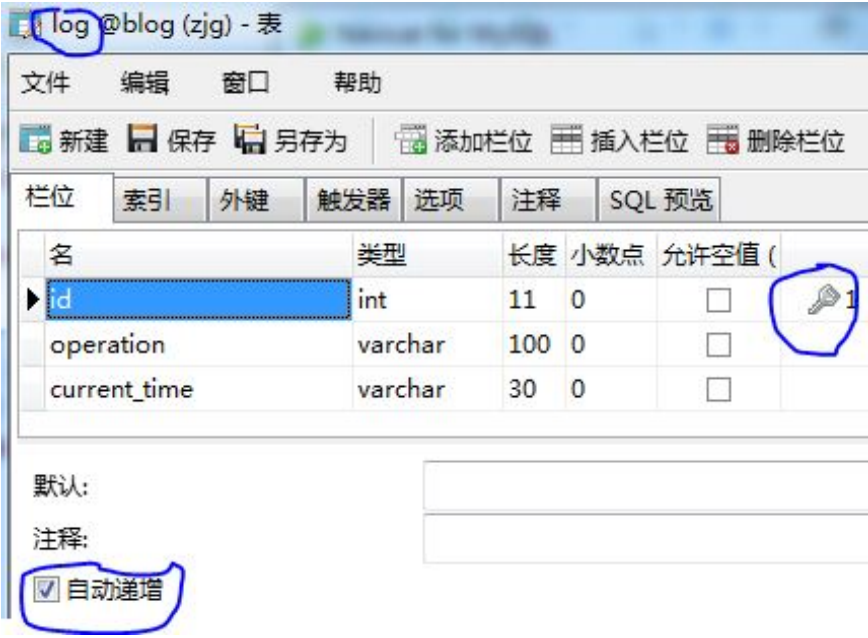 log @blog (zjg) - 表
文件 编辑 窗口 帮助
新建 保存 另存为 添加栏位 插入栏位 删除栏位
栏位 索引 外键 触发器 选项 注释 SQL 预览
名 类型 长度 小数点 允许空值 (
id int 11 0 1
operation varchar 100 0
current_time varchar 30 0
默认:
注释:
自动递增